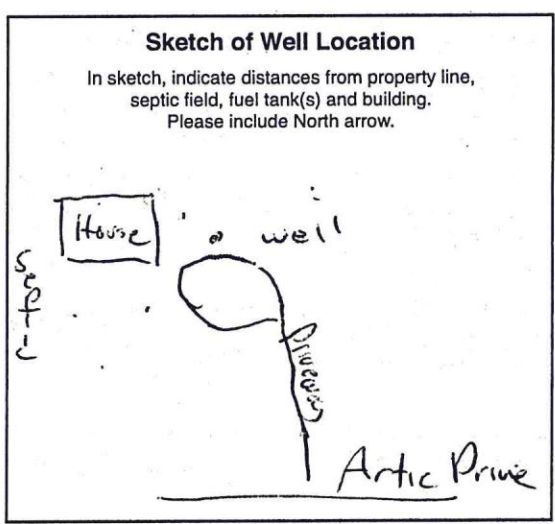 Sketch of Well Location
In sketch, indicate distances from property line,
septic field, fuel tank(s) and building.
Please include North arrow.
House
well
Driveway
Artic Drive